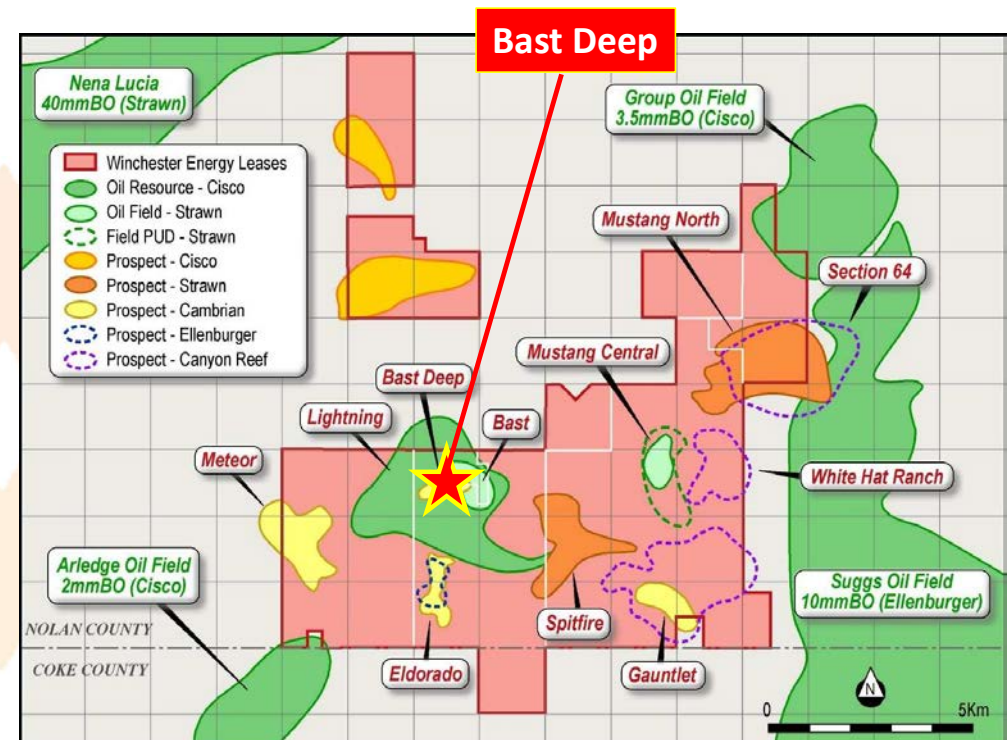 Bast Deep
Nena Lucia
40mmBO (Strawn)
Group Oil Field
3.5mmBO (Cisco)
Winchester Energy Leases
Oil Resource - Cisco
Oil Field - Strawn
Field PUD - Strawn
Prospect - Cisco
Prospect - Strawn
Prospect - Cambrian
Prospect - Ellenburger
Prospect - Canyon Reef
Mustang North
Section 64
Mustang Central
Bast Deep
Lightning
Bast
Meteor
White Hat Ranch
Arledge Oil Field
2mmBO (Cisco)
Suggs Oil Field
10mmBO (Ellenburger)
Spitfire
NOLAN COUNTY
COKE COUNTY
Eldorado
Gauntlet
N
0
5Km